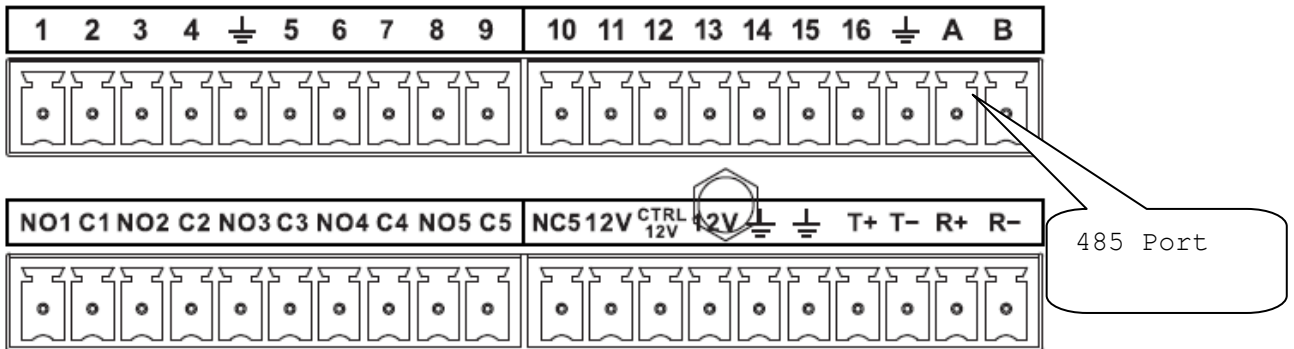 1 2 3 4 ⏚ 5 6 7 8 9 10 11 12 13 14 15 16 ⏚ A B
NO1 C1 NO2 C2 NO3 C3 NO4 C4 NO5 C5 NC5 12V CTRL 12V 12V ⏚ ⏚ T+ T− R+ R−
485 Port